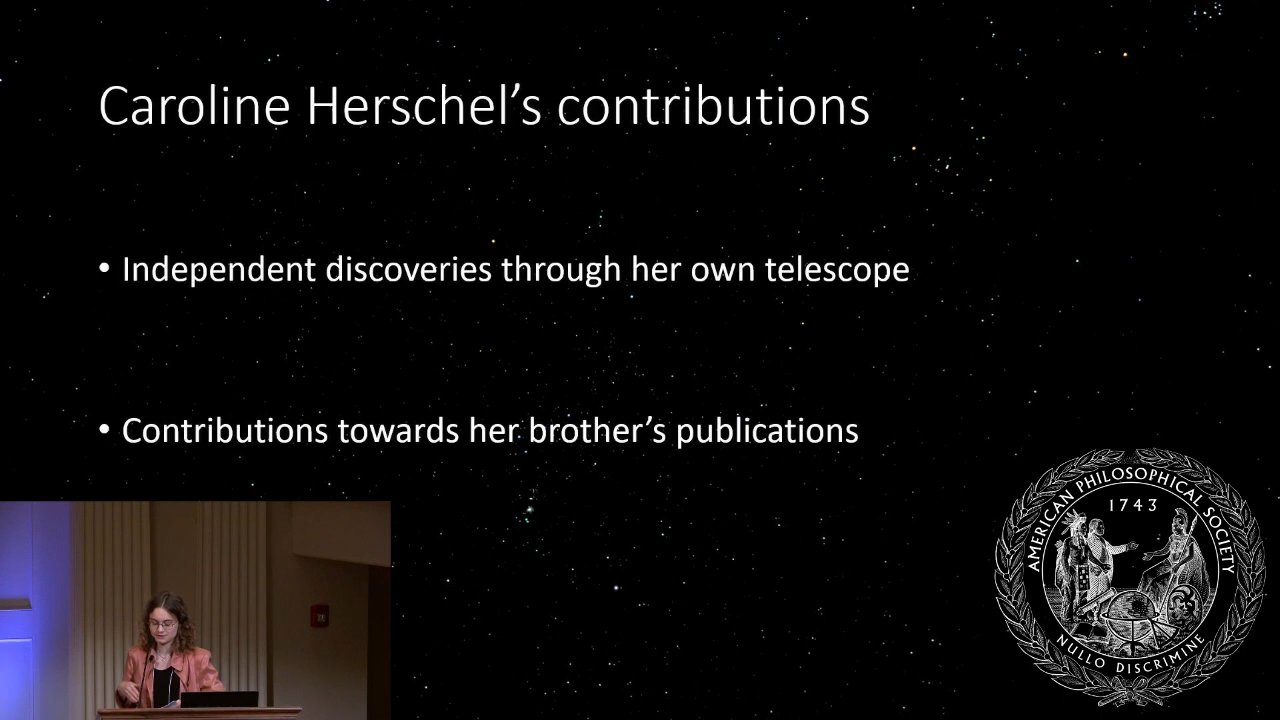 Caroline Herschel’s contributions
• Independent discoveries through her own telescope
• Contributions towards her brother’s publications
AMERICAN PHILOSOPHICAL SOCIETY
1743
NULLO DISCRIMINE